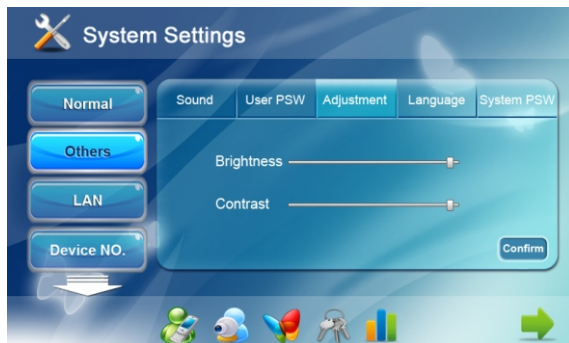 System Settings
Normal
Others
LAN
Device NO.
Sound
User PSW
Adjustment
Language
System PSW
Brightness
Contrast
Confirm